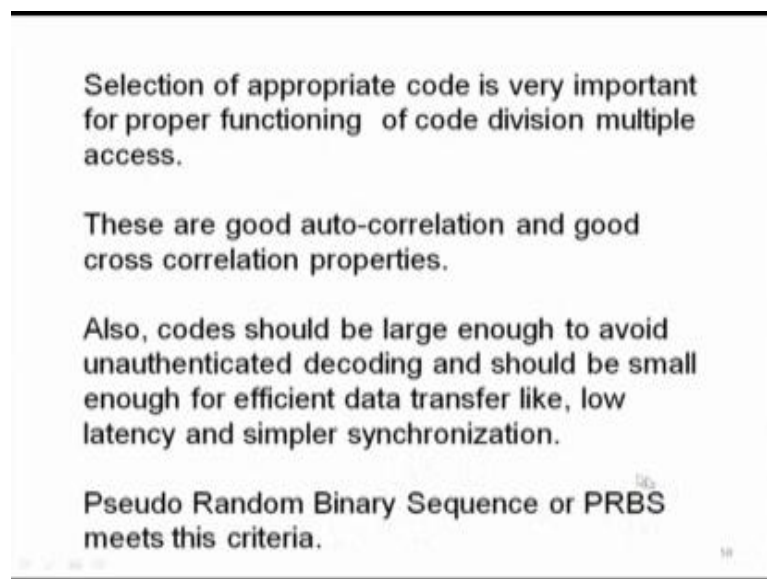 Selection of appropriate code is very important
for proper functioning of code division multiple
access.
These are good auto-correlation and good
cross correlation properties.
Also, codes should be large enough to avoid
unauthenticated decoding and should be small
enough for efficient data transfer like, low
latency and simpler synchronization.
Pseudo Random Binary Sequence or PRBS
meets this criteria.